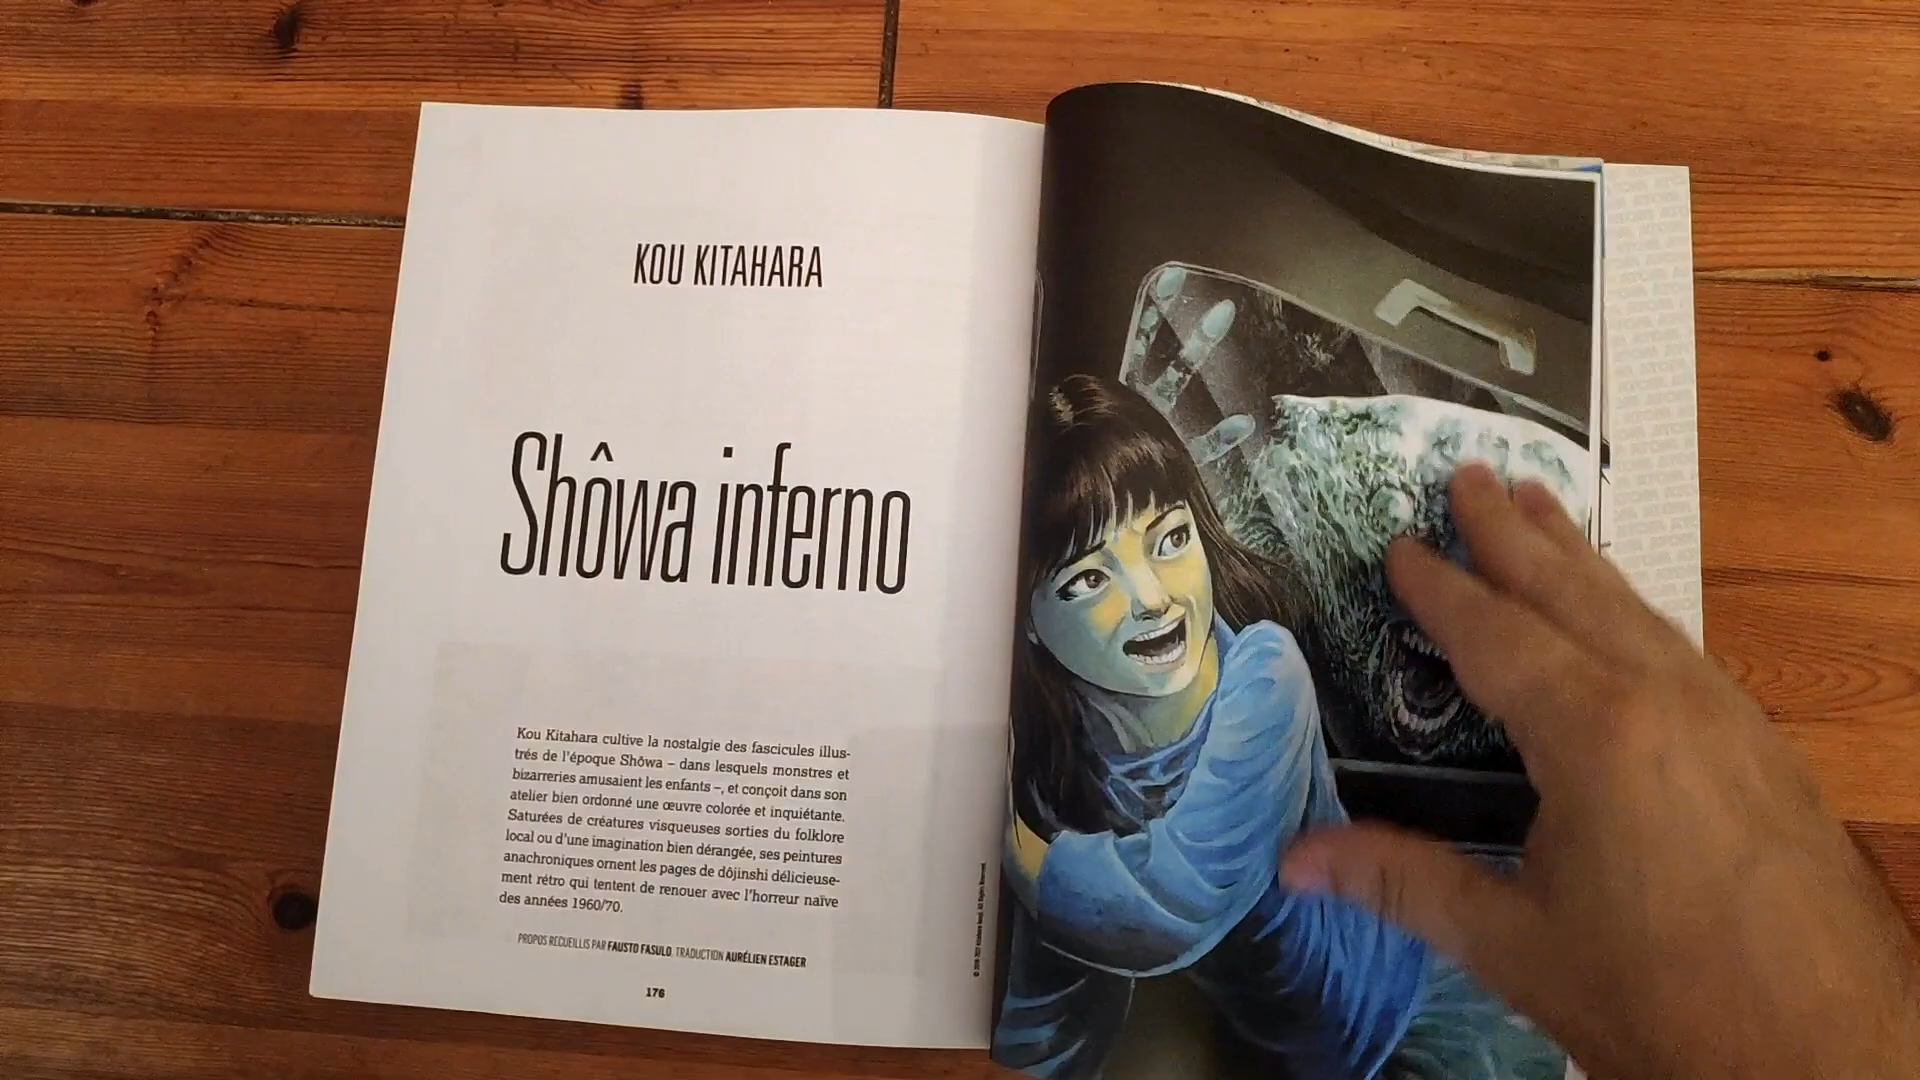 KOU KITAHARA
Shôwa inferno
Kou Kitahara cultive la nostalgie des fascicules illus-
trés de l'époque Shôwa – dans lesquels monstres et
bizarreries amusaient les enfants –, et conçoit dans son
atelier bien ordonné une œuvre colorée et inquiétante.
Saturées de créatures visqueuses sorties du folklore
local ou d'une imagination bien dérangée, ses peintures
anachroniques ornent les pages de dôjinshi délicieuse-
ment rétro qui tentent de renouer avec l'horreur naïve
des années 1960/70.
PROPOS RECUEILLIS PAR FAUSTO FASULO. TRADUCTION AURÉLIEN ESTAGER
176